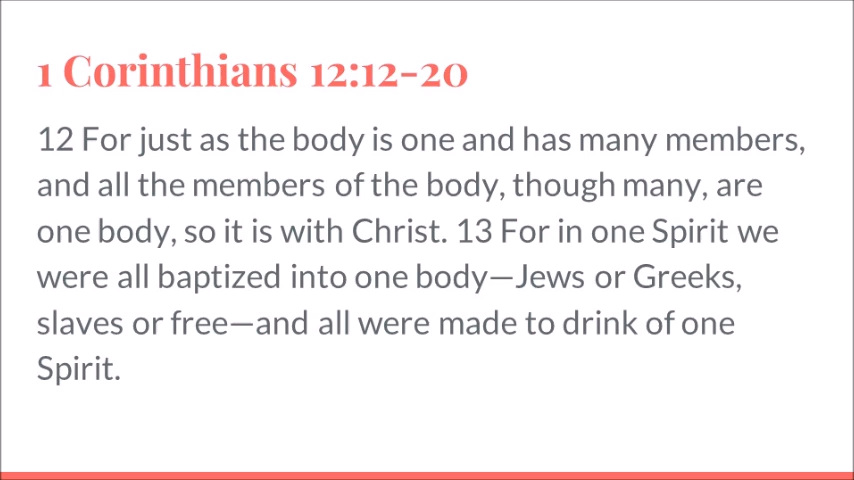 1 Corinthians 12:12-20
12 For just as the body is one and has many members,
and all the members of the body, though many, are
one body, so it is with Christ. 13 For in one Spirit we
were all baptized into one body—Jews or Greeks,
slaves or free—and all were made to drink of one
Spirit.